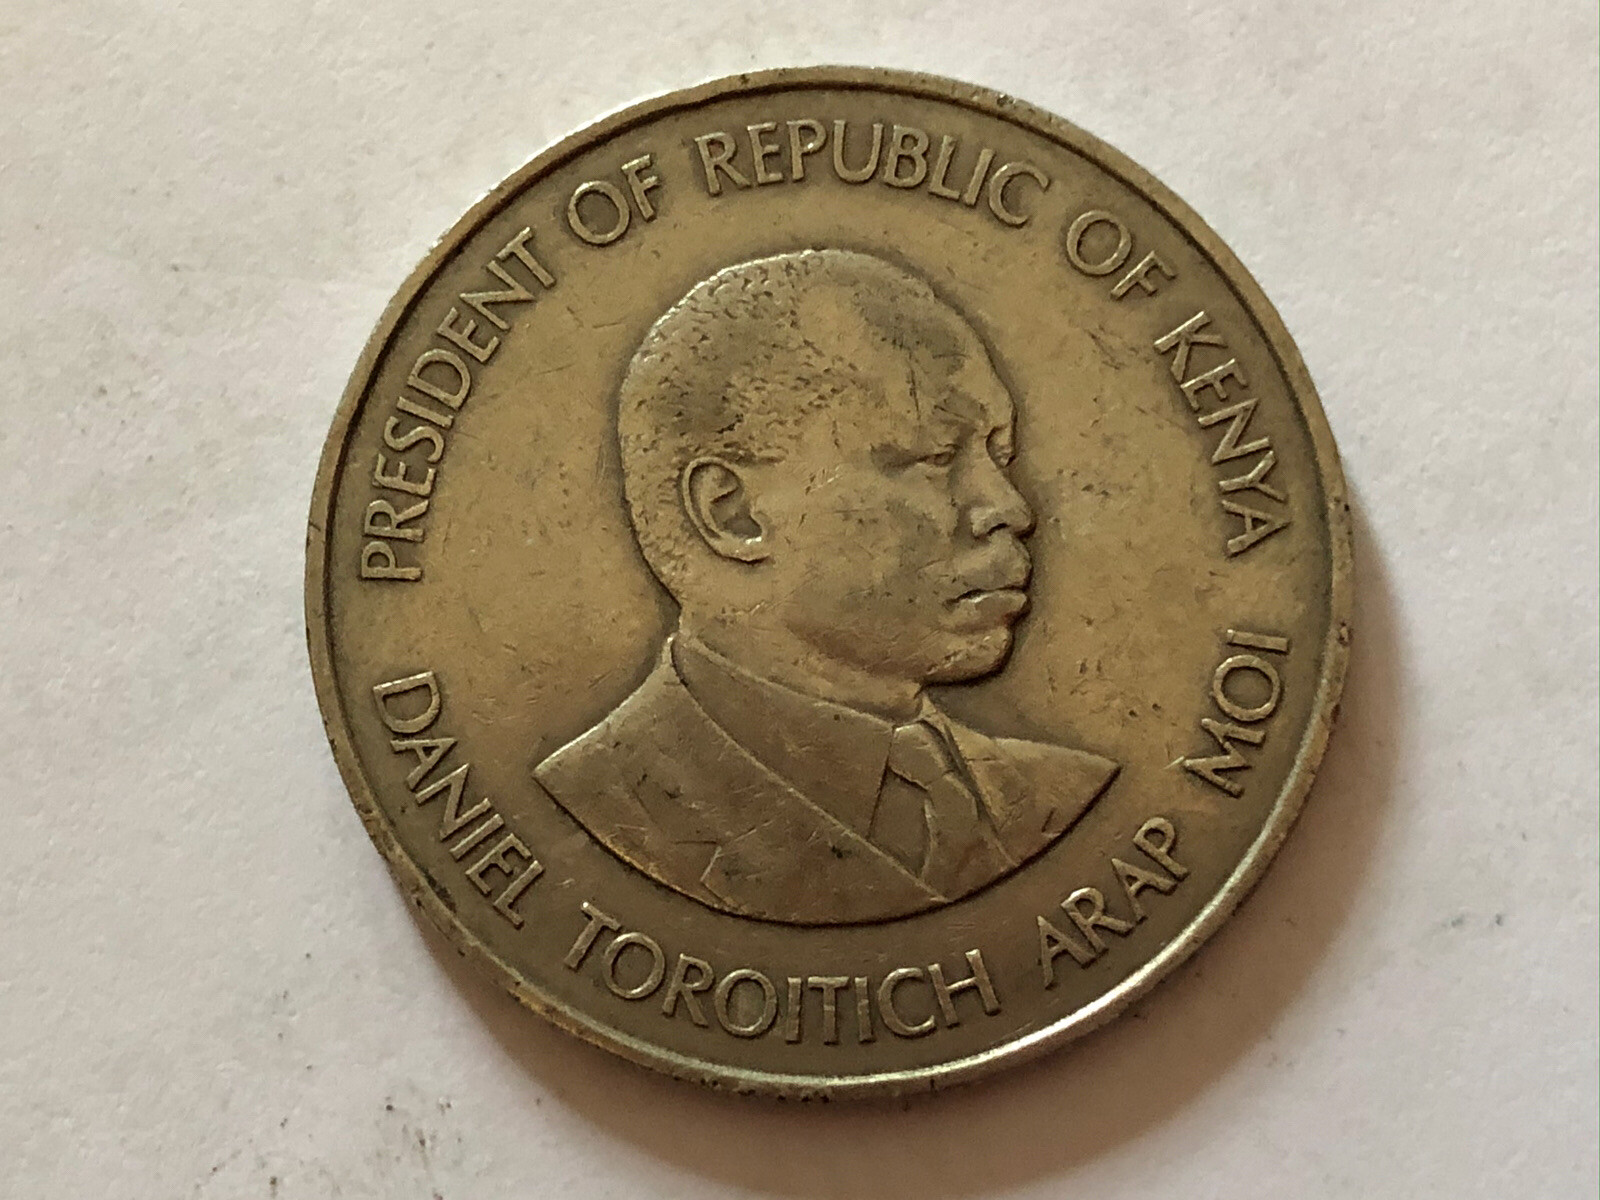 PRESIDENT OF REPUBLIC OF KENYA
DANIEL TOROITICH ARAP MOI